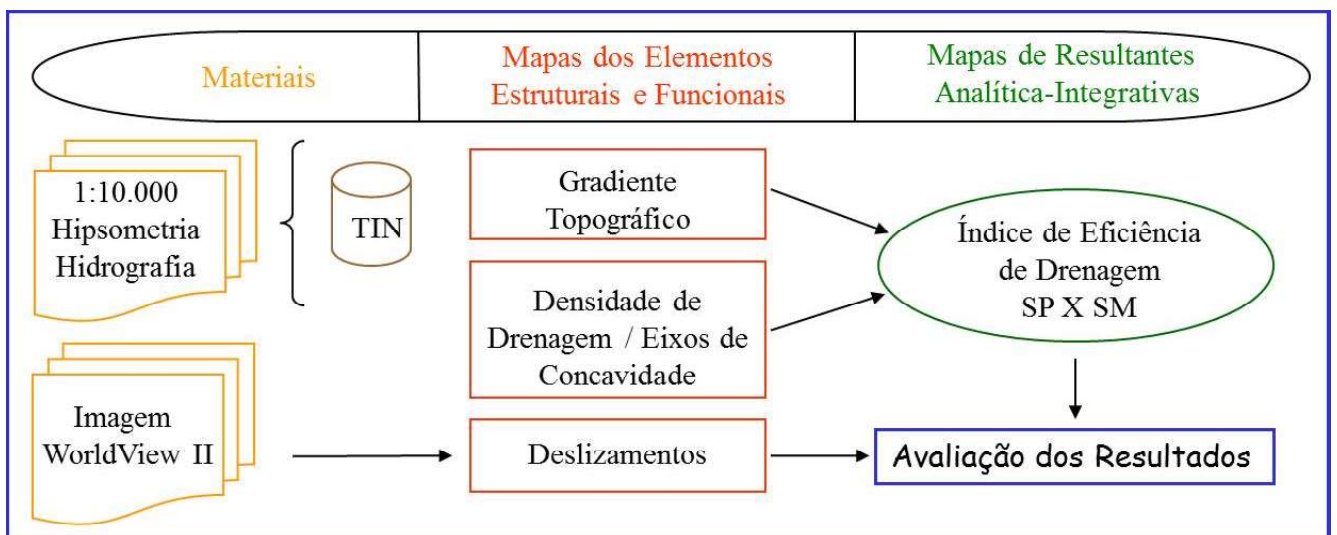 Materiais
Mapas dos Elementos
Estruturais e Funcionais
Mapas de Resultantes
Analítica-Integrativas
1:10.000
Hipsometria
Hidrografia
TIN
Gradiente
Topográfico
Densidade de
Drenagem / Eixos de
Concavidade
Índice de Eficiência
de Drenagem
SP X SM
Imagem
WorldView II
Deslizamentos
Avaliação dos Resultados